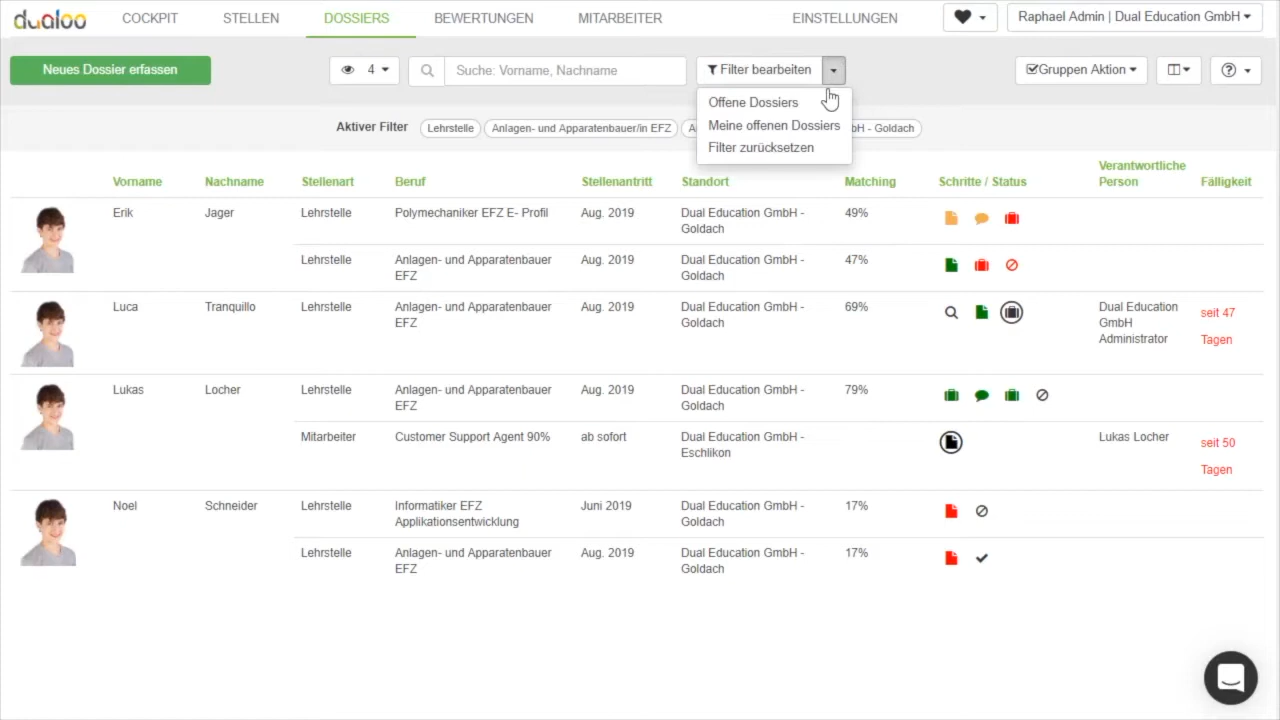 dualoo COCKPIT STELLEN DOSSIERS BEWERTUNGEN MITARBEITER EINSTELLUNGEN Raphael Admin | Dual Education GmbH
Neues Dossier erfassen 4 Suche: Vorname, Nachname Filter bearbeiten Gruppen Aktion
Offene Dossiers
Meine offenen Dossiers
Filter zurücksetzen
Aktiver Filter Lehrstelle Anlagen- und Apparatenbauer/in EFZ - Goldach
Vorname Nachname Stellenart Beruf Stellenantritt Standort Matching Schritte / Status Verantwortliche Person Fälligkeit
Erik Jager Lehrstelle Polymechaniker EFZ E- Profil Aug. 2019 Dual Education GmbH - 49%
Goldach
Lehrstelle Anlagen- und Apparatenbauer Aug. 2019 Dual Education GmbH - 47%
EFZ Goldach
Luca Tranquillo Lehrstelle Anlagen- und Apparatenbauer Aug. 2019 Dual Education GmbH - 69% Dual Education seit 47
EFZ Goldach GmbH
Administrator Tagen
Lukas Locher Lehrstelle Anlagen- und Apparatenbauer Aug. 2019 Dual Education GmbH - 79%
EFZ Goldach
Mitarbeiter Customer Support Agent 90% ab sofort Dual Education GmbH - Lukas Locher seit 50
Eschlikon
Tagen
Noel Schneider Lehrstelle Informatiker EFZ Juni 2019 Dual Education GmbH - 17%
Applikationsentwicklung Goldach
Lehrstelle Anlagen- und Apparatenbauer Aug. 2019 Dual Education GmbH - 17%
EFZ Goldach